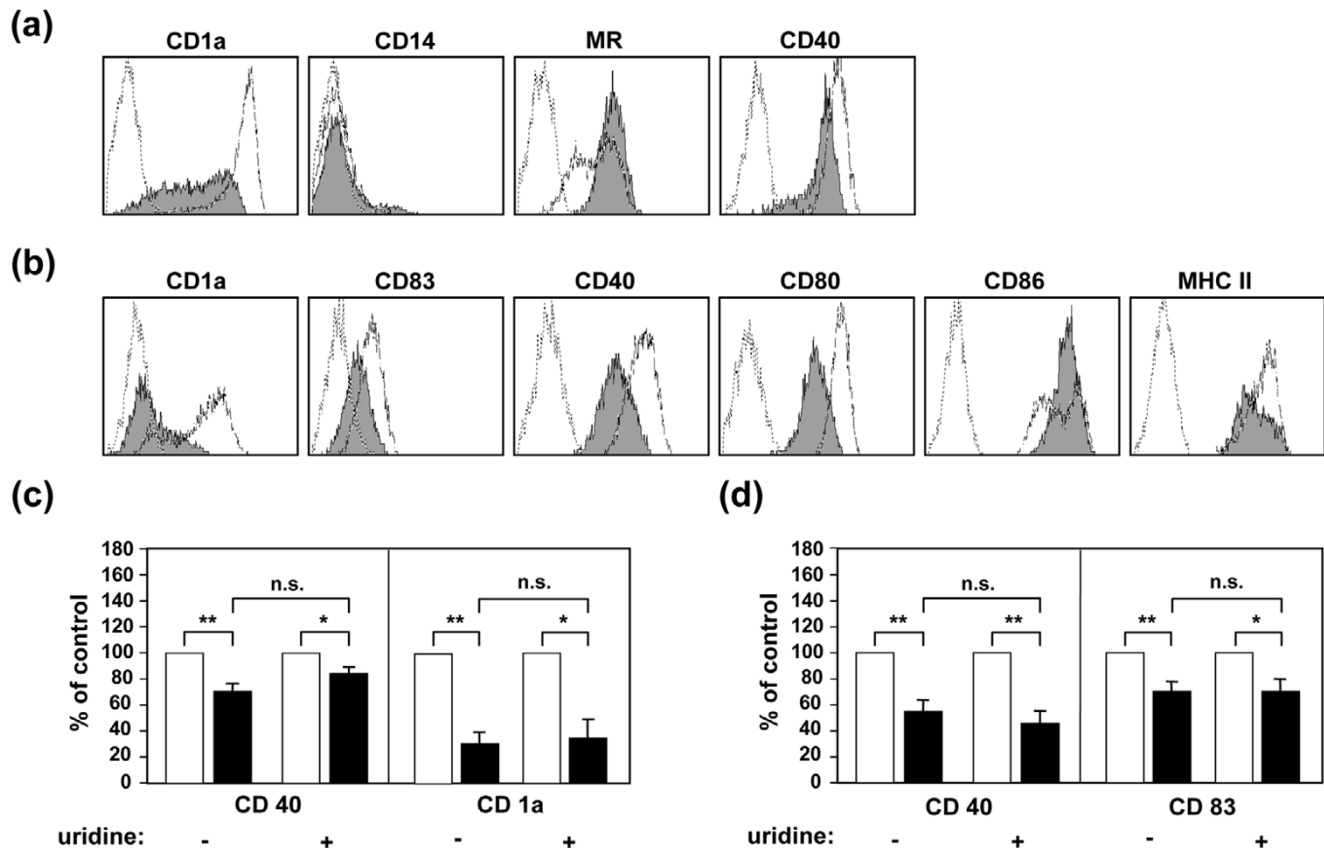 (a)
CD1a CD14 MR CD40
(b)
CD1a CD83 CD40 CD80 CD86 MHC II
(c)
% of control
180
160
140
120
100
80
60
40
20
0
** n.s. *
** n.s. *
CD 40 CD 1a
uridine: - + - +
(d)
% of control
180
160
140
120
100
80
60
40
20
0
** n.s. **
** n.s. *
CD 40 CD 83
uridine: - + - +